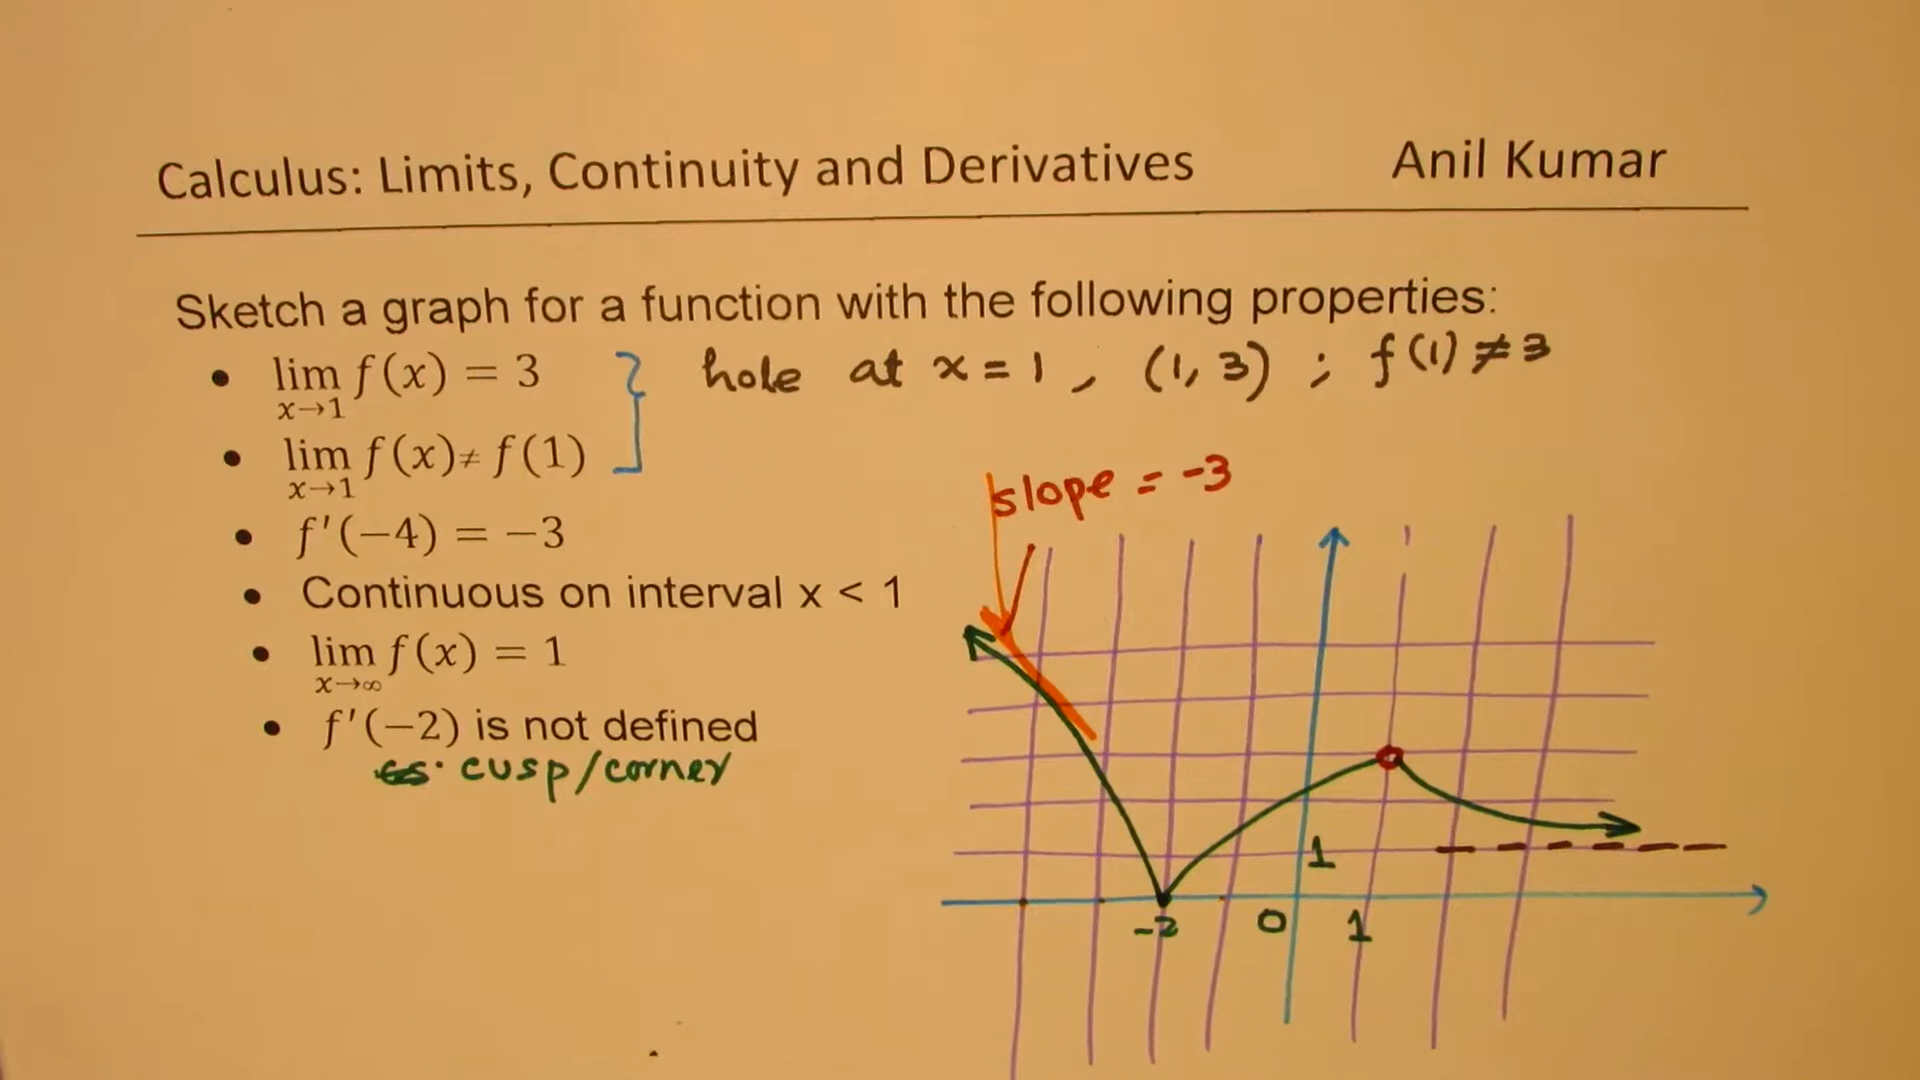 Calculus: Limits, Continuity and Derivatives Anil Kumar
Sketch a graph for a function with the following properties:
• lim x→1 f(x) = 3 hole at x = 1, (1, 3) ; f(1) ≠ 3
• lim x→1 f(x) ≠ f(1)
slope = -3
• f'(−4) = −3
• Continuous on interval x < 1
• lim x→∞ f(x) = 1
• f'(−2) is not defined
cusp/corner
1
-2 0 1